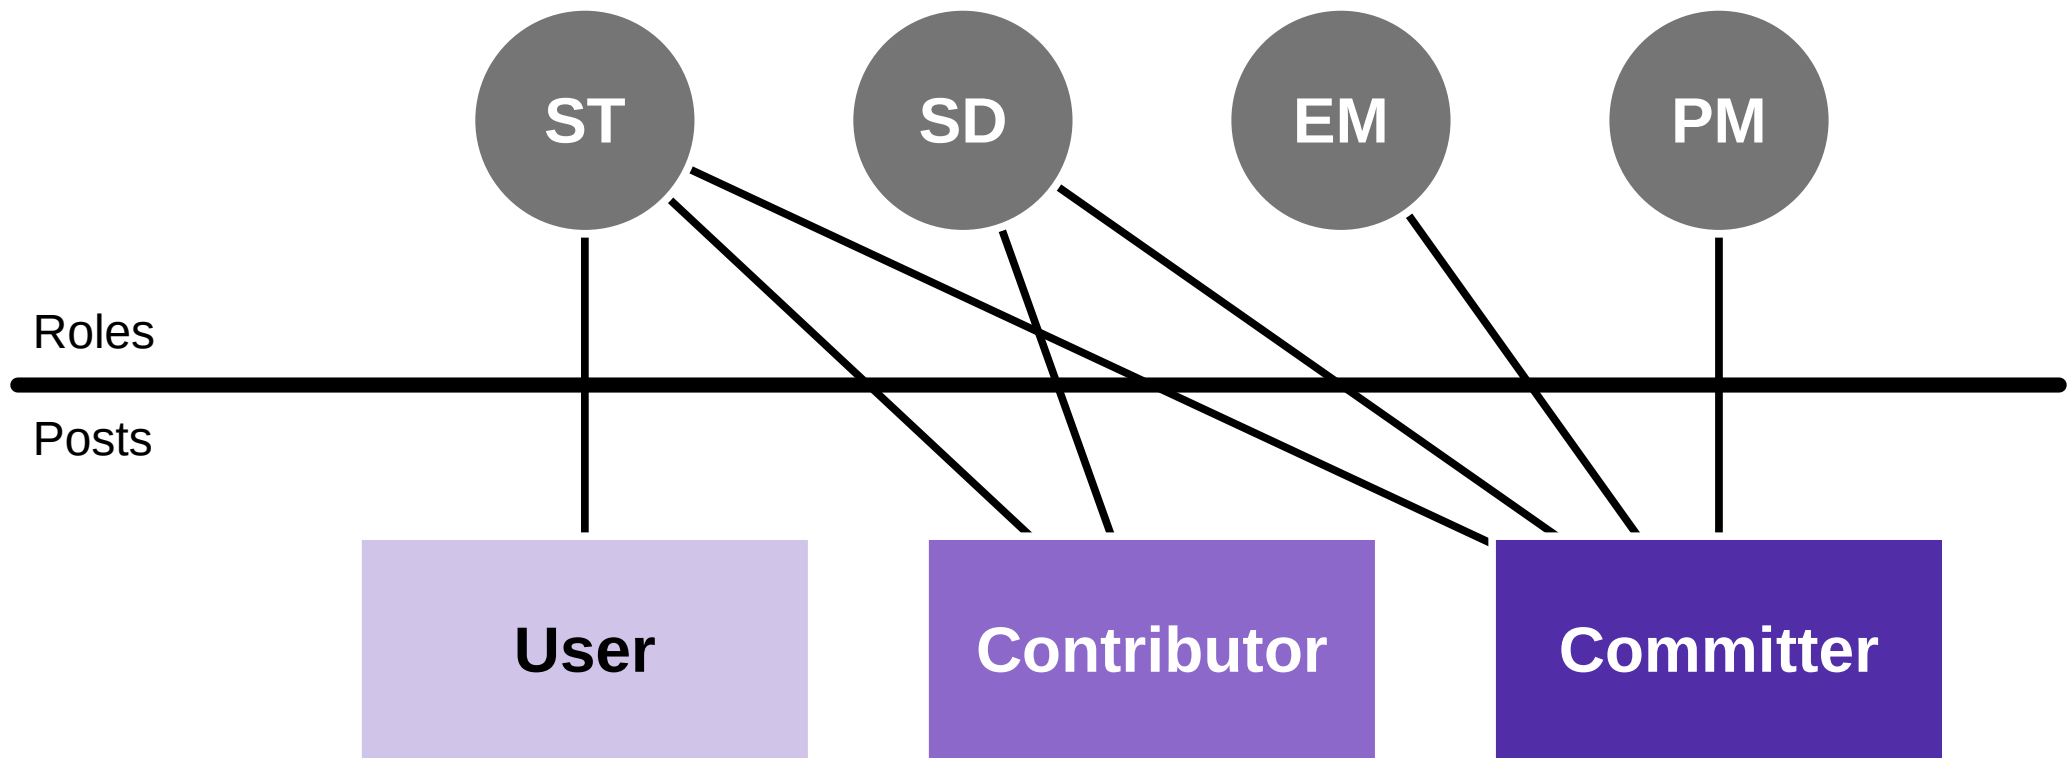 ST
SD
EM
PM
Roles
Posts
User
Contributor
Committer